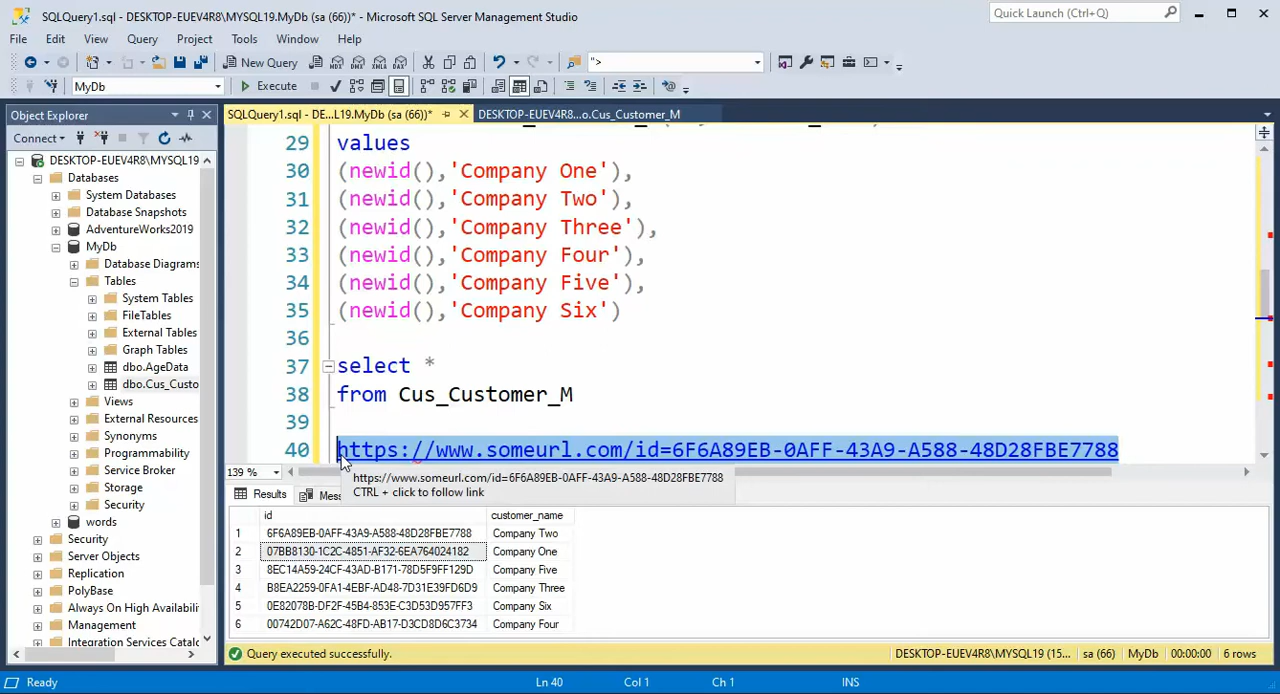 SQLQuery1.sql - DESKTOP-EUEV4R8\MYSQL19.MyDb (sa (66))* - Microsoft SQL Server Management Studio
Quick Launch (Ctrl+Q)
File Edit View Query Project Tools Window Help
New Query
MDX DMX XMLA DAX
">
MyDb
Execute
Object Explorer
SQLQuery1.sql - DE...L19.MyDb (sa (66))*
DESKTOP-EUEV4R8...o.Cus_Customer_M
Connect
DESKTOP-EUEV4R8\MYSQL19
Databases
System Databases
Database Snapshots
AdventureWorks2019
MyDb
Database Diagrams
Tables
System Tables
FileTables
External Tables
Graph Tables
dbo.AgeData
dbo.Cus_Custo
Views
External Resources
Synonyms
Programmability
Service Broker
Storage
Security
words
Security
Server Objects
Replication
PolyBase
Always On High Availabili
Management
Integration Services Catalo
29 values
30 (newid(),'Company One'),
31 (newid(),'Company Two'),
32 (newid(),'Company Three'),
33 (newid(),'Company Four'),
34 (newid(),'Company Five'),
35 (newid(),'Company Six')
36
37 select *
38 from Cus_Customer_M
39
40 https://www.someurl.com/id=6F6A89EB-0AFF-43A9-A588-48D28FBE7788
139 %
https://www.someurl.com/id=6F6A89EB-0AFF-43A9-A588-48D28FBE7788
CTRL + click to follow link
Results Mess
id customer_name
1 6F6A89EB-0AFF-43A9-A588-48D28FBE7788 Company Two
2 07BB8130-1C2C-4851-AF32-6EA764024182 Company One
3 8EC14A59-24CF-43AD-B171-78D5F9FF129D Company Five
4 B8EA2259-0FA1-4EBF-AD48-7D31E39FD6D9 Company Three
5 0E82078B-DF2F-45B4-853E-C3D53D957FF3 Company Six
6 00742D07-A62C-48FD-AB17-D3CD8D6C3734 Company Four
Query executed successfully.
DESKTOP-EUEV4R8\MYSQL19 (15... sa (66) MyDb 00:00:00 6 rows
Ready
Ln 40 Col 1 Ch 1 INS